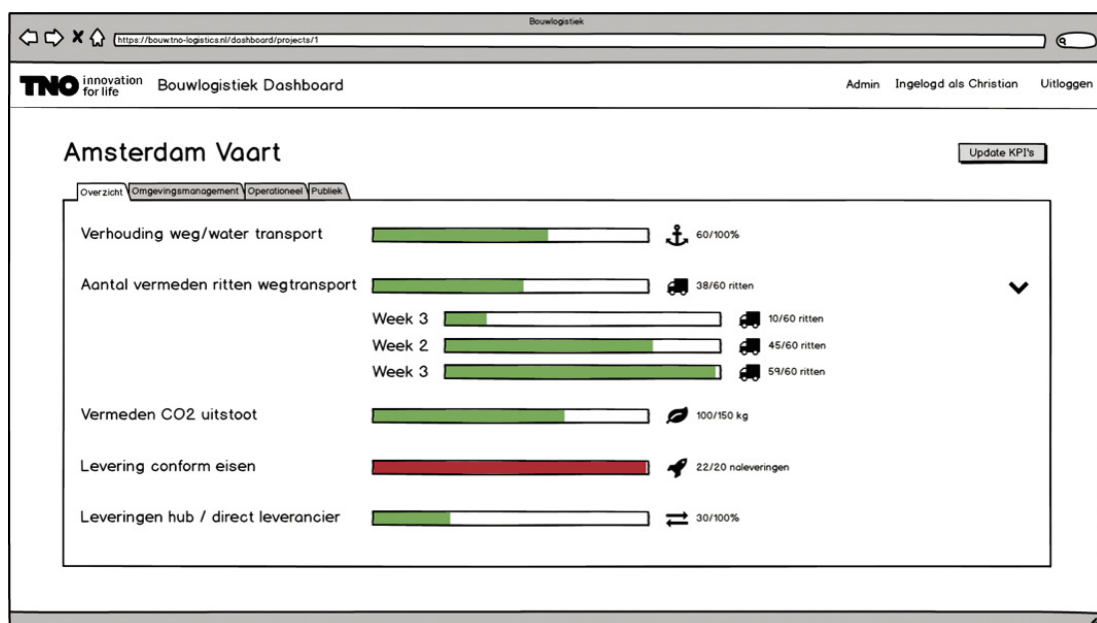 Bouwlogistiek
https://bouw.tno-logistics.nl/dashboard/projects/1
TNO innovation for life Bouwlogistiek Dashboard Admin Ingelogd als Christian Uitloggen
Amsterdam Vaart Update KPI's
Overzicht Omgevingsmanagement Operationeel Publiek
Verhouding weg/water transport 60/100%
Aantal vermeden ritten wegtransport 38/60 ritten
Week 3 10/60 ritten
Week 2 45/60 ritten
Week 3 59/60 ritten
Vermeden CO2 uitstoot 100/150 kg
Levering conform eisen 22/20 naleveringen
Leveringen hub / direct leverancier 30/100%